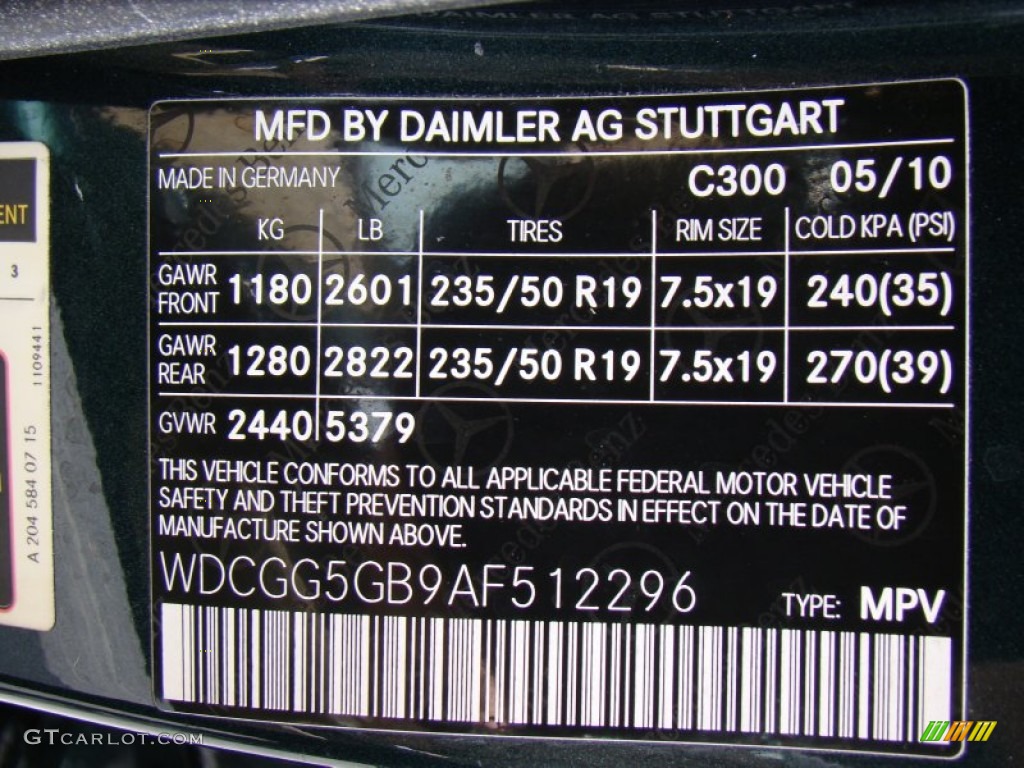 MFD BY DAIMLER AG STUTTGART
MADE IN GERMANY C300 05/10
KG LB TIRES RIM SIZE COLD KPA (PSI)
GAWR FRONT 1180 2601 235/50 R19 7.5x19 240(35)
GAWR REAR 1280 2822 235/50 R19 7.5x19 270(39)
GVWR 2440 5379
THIS VEHICLE CONFORMS TO ALL APPLICABLE FEDERAL MOTOR VEHICLE
SAFETY AND THEFT PREVENTION STANDARDS IN EFFECT ON THE DATE OF
MANUFACTURE SHOWN ABOVE.
WDCGG5GB9AF512296
TYPE: MPV
3
1109441
A 204 584 07 15
GTCARLOT.COM